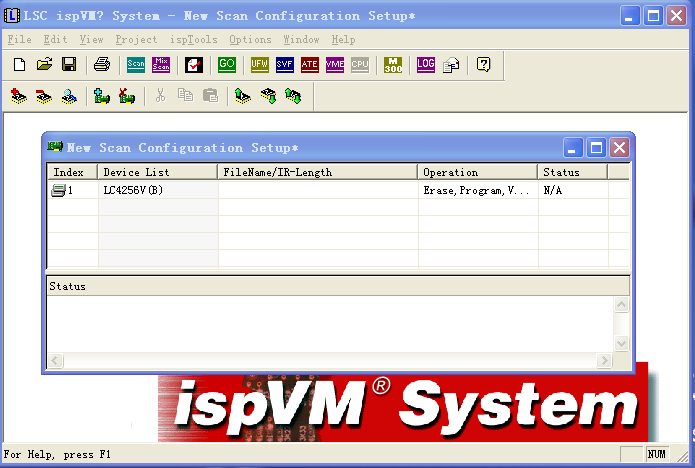 LSC ispVM? System - New Scan Configuration Setup*
File Edit View Project ispTools Options Window Help
Scan Mix Scan GO UFW SVF ATE VME CPU M 300 LOG
New Scan Configuration Setup*
Index Device List FileName/IR-Length Operation Status
1 LC4256V(B) Erase,Program,V... N/A
Status
ispVM® System
For Help, press F1 NUM